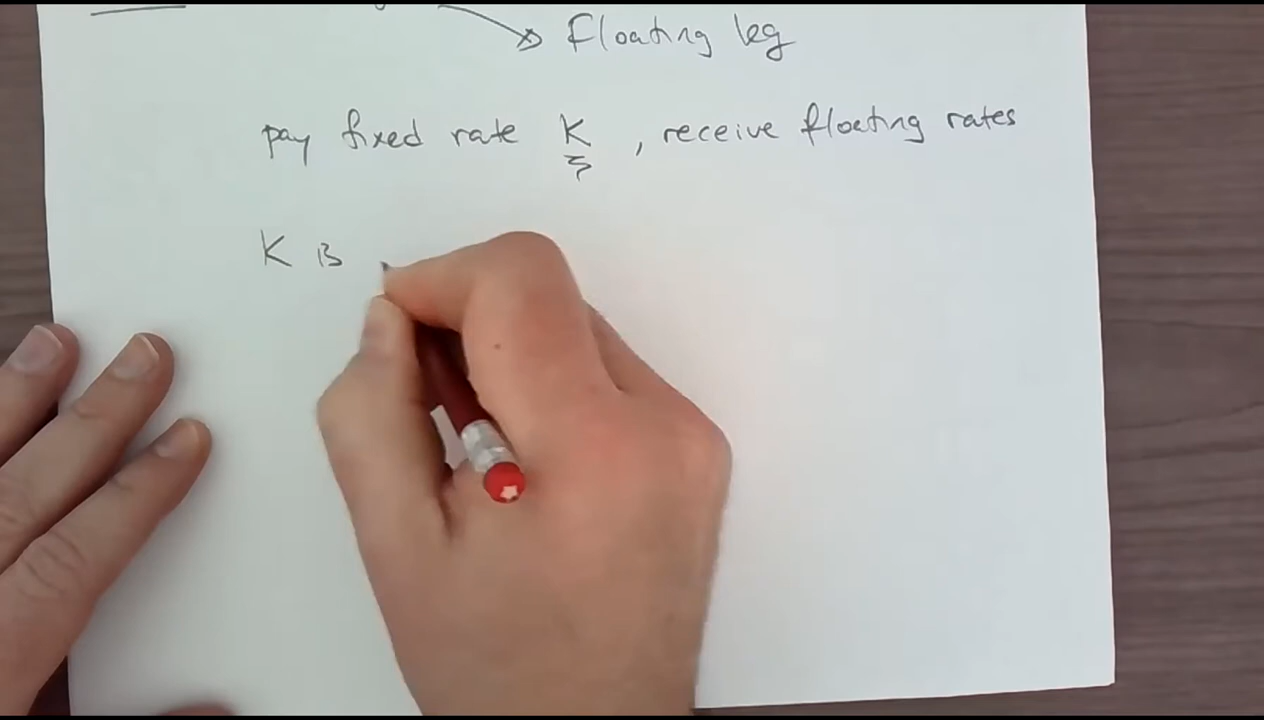 Floating leg
pay fixed rate K , receive floating rates
K is